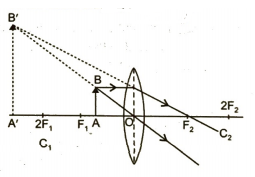 B′
B
2F₂
A′ 2F₁ F₁ A O F₂ C₂
C₁